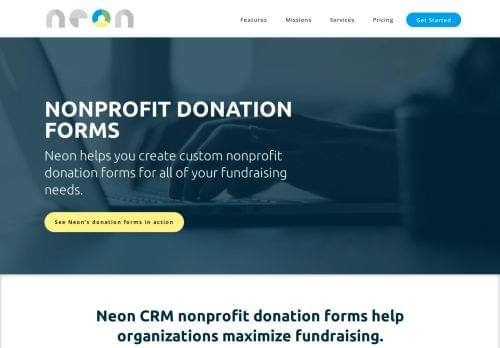 neon
Features Missions Services Pricing Get Started
NONPROFIT DONATION
FORMS
Neon helps you create custom nonprofit
donation forms for all of your fundraising
needs.
See Neon's donation forms in action
Neon CRM nonprofit donation forms help
organizations maximize fundraising.